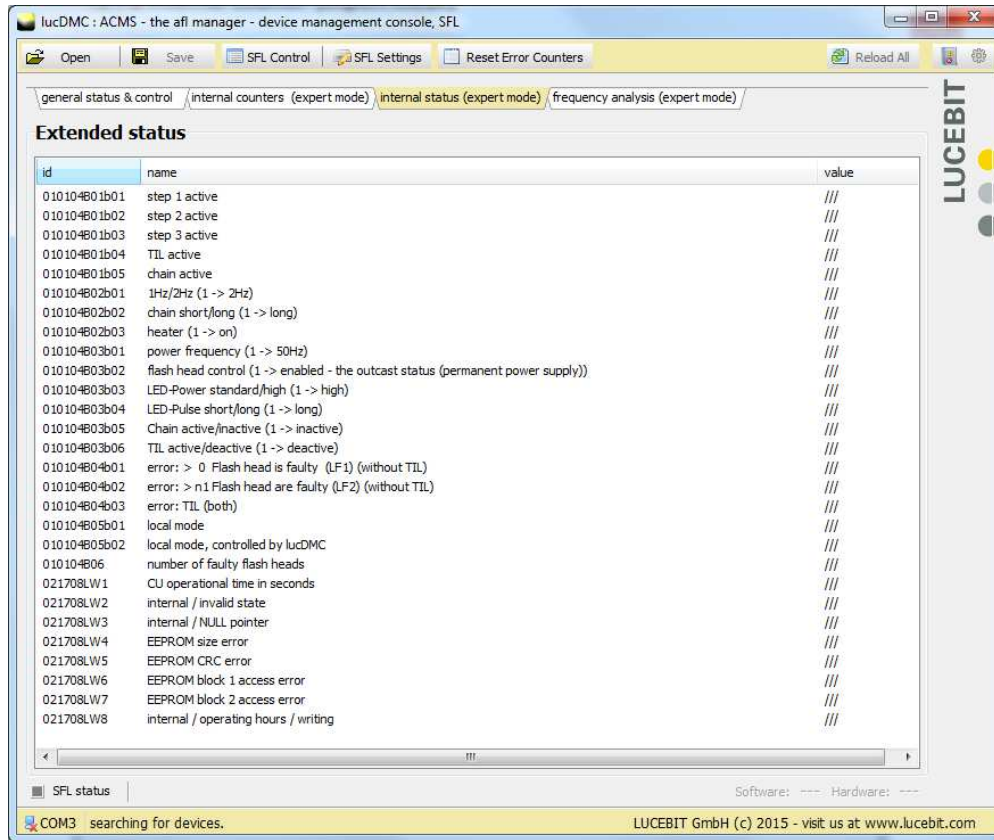 lucDMC : ACMS - the afl manager - device management console, SFL
Open Save SFL Control SFL Settings Reset Error Counters Reload All
general status & control internal counters (expert mode) internal status (expert mode) frequency analysis (expert mode)
LUCEBIT
Extended status
id name value
010104B01b01 step 1 active ///
010104B01b02 step 2 active ///
010104B01b03 step 3 active ///
010104B01b04 TIL active ///
010104B01b05 chain active ///
010104B02b01 1Hz/2Hz (1 -> 2Hz) ///
010104B02b02 chain short/long (1 -> long) ///
010104B02b03 heater (1 -> on) ///
010104B03b01 power frequency (1 -> 50Hz) ///
010104B03b02 flash head control (1 -> enabled - the outcast status (permanent power supply)) ///
010104B03b03 LED-Power standard/high (1 -> high) ///
010104B03b04 LED-Pulse short/long (1 -> long) ///
010104B03b05 Chain active/inactive (1 -> inactive) ///
010104B03b06 TIL active/deactive (1 -> deactive) ///
010104B04b01 error: > 0 Flash head is faulty (LF1) (without TIL) ///
010104B04b02 error: > n1 Flash head are faulty (LF2) (without TIL) ///
010104B04b03 error: TIL (both) ///
010104B05b01 local mode ///
010104B05b02 local mode, controlled by lucDMC ///
010104B06 number of faulty flash heads ///
021708LW1 CU operational time in seconds ///
021708LW2 internal / invalid state ///
021708LW3 internal / NULL pointer ///
021708LW4 EEPROM size error ///
021708LW5 EEPROM CRC error ///
021708LW6 EEPROM block 1 access error ///
021708LW7 EEPROM block 2 access error ///
021708LW8 internal / operating hours / writing ///
SFL status Software: --- Hardware: ---
COM3 searching for devices. LUCEBIT GmbH (c) 2015 - visit us at www.lucebit.com